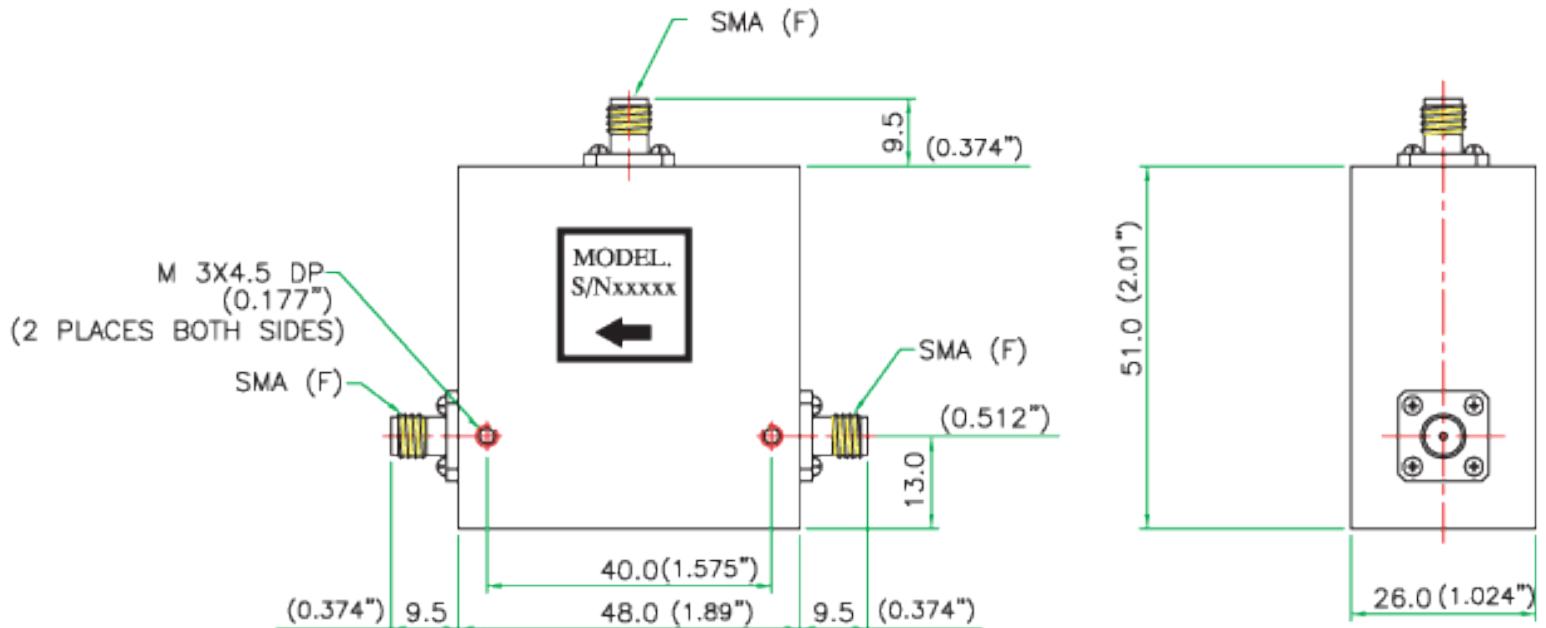 SMA (F)
9.5
(0.374")
MODEL.
S/Nxxxxx
M 3X4.5 DP
(0.177")
(2 PLACES BOTH SIDES)
SMA (F)
SMA (F)
(0.512")
13.0
51.0 (2.01")
40.0(1.575")
(0.374") 9.5 48.0 (1.89") 9.5 (0.374")
26.0 (1.024")